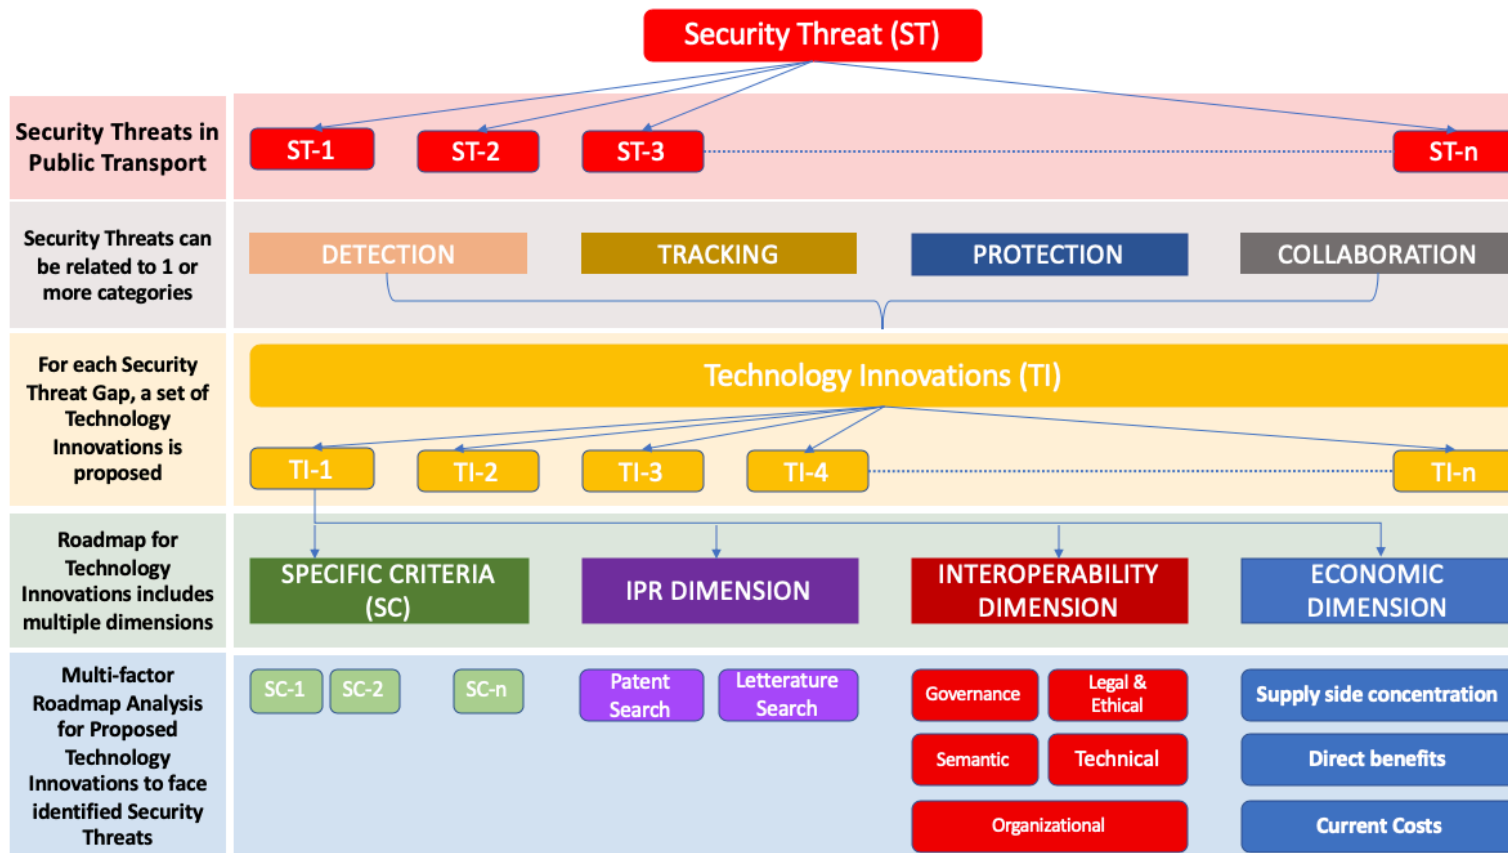 Security Threat (ST)
Security Threats in
Public Transport
ST-1
ST-2
ST-3
ST-n
Security Threats can
be related to 1 or
more categories
DETECTION
TRACKING
PROTECTION
COLLABORATION
For each Security
Threat Gap, a set of
Technology
Innovations is
proposed
Technology Innovations (TI)
TI-1
TI-2
TI-3
TI-4
TI-n
Roadmap for
Technology
Innovations includes
multiple dimensions
SPECIFIC CRITERIA
(SC)
IPR DIMENSION
INTEROPERABILITY
DIMENSION
ECONOMIC
DIMENSION
Multi-factor
Roadmap Analysis
for Proposed
Technology
Innovations to face
identified Security
Threats
SC-1
SC-2
SC-n
Patent
Search
Letterature
Search
Governance
Legal &
Ethical
Semantic
Technical
Organizational
Supply side concentration
Direct benefits
Current Costs